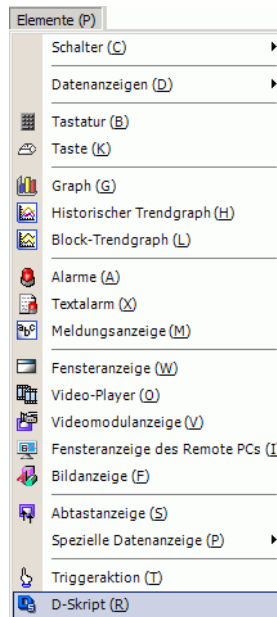 Elemente (P)
Schalter (C)
Datenanzeigen (D)
Tastatur (B)
Taste (K)
Graph (G)
Historischer Trendgraph (H)
Block-Trendgraph (L)
Alarme (A)
Textalarm (X)
Meldungsanzeige (M)
Fensteranzeige (W)
Video-Player (O)
Videomodulanzeige (V)
Fensteranzeige des Remote PCs (I
Bildanzeige (F)
Abtastanzeige (S)
Spezielle Datenanzeige (P)
Triggeraktion (T)
D-Skript (R)